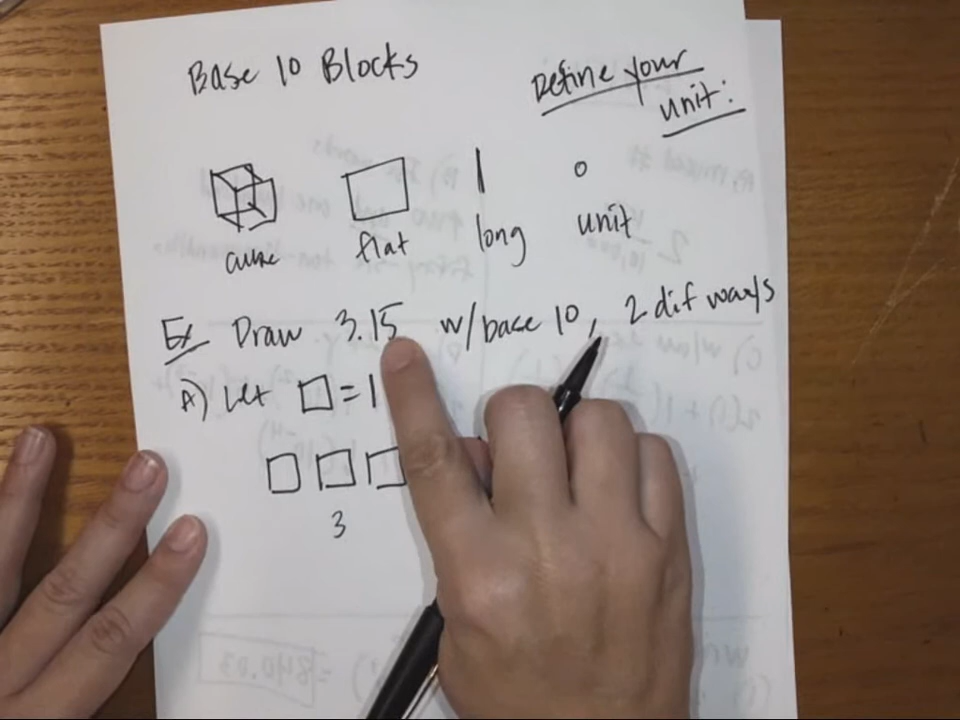 Base 10 Blocks
Define your
unit:
cube flat long unit
Ex Draw 3.15 w/base 10, 2 dif ways
A) Let □ = 1
3